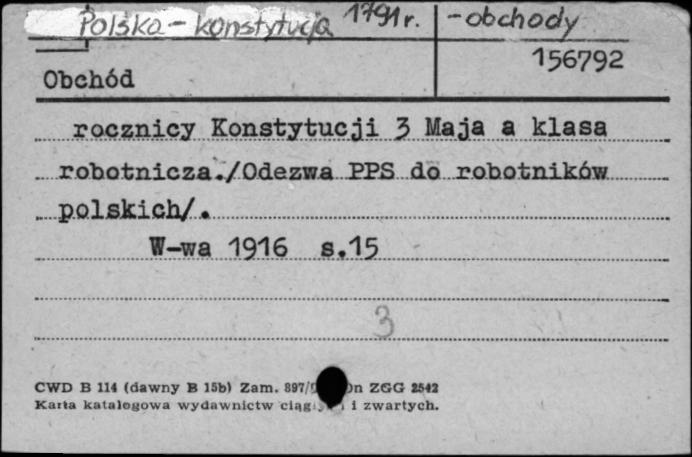 Polska - konstytucja 1791 r. - obchody
156792
Obchód
rocznicy Konstytucji 3 Maja a klasa
robotnicza./Odezwa PPS do robotników
polskich/.
W-wa 1916 s.15
3
CWD B 114 (dawny B 15b) Zam. 897/ ZGG 2542
Karta katalogowa wydawnictw i zwartych.